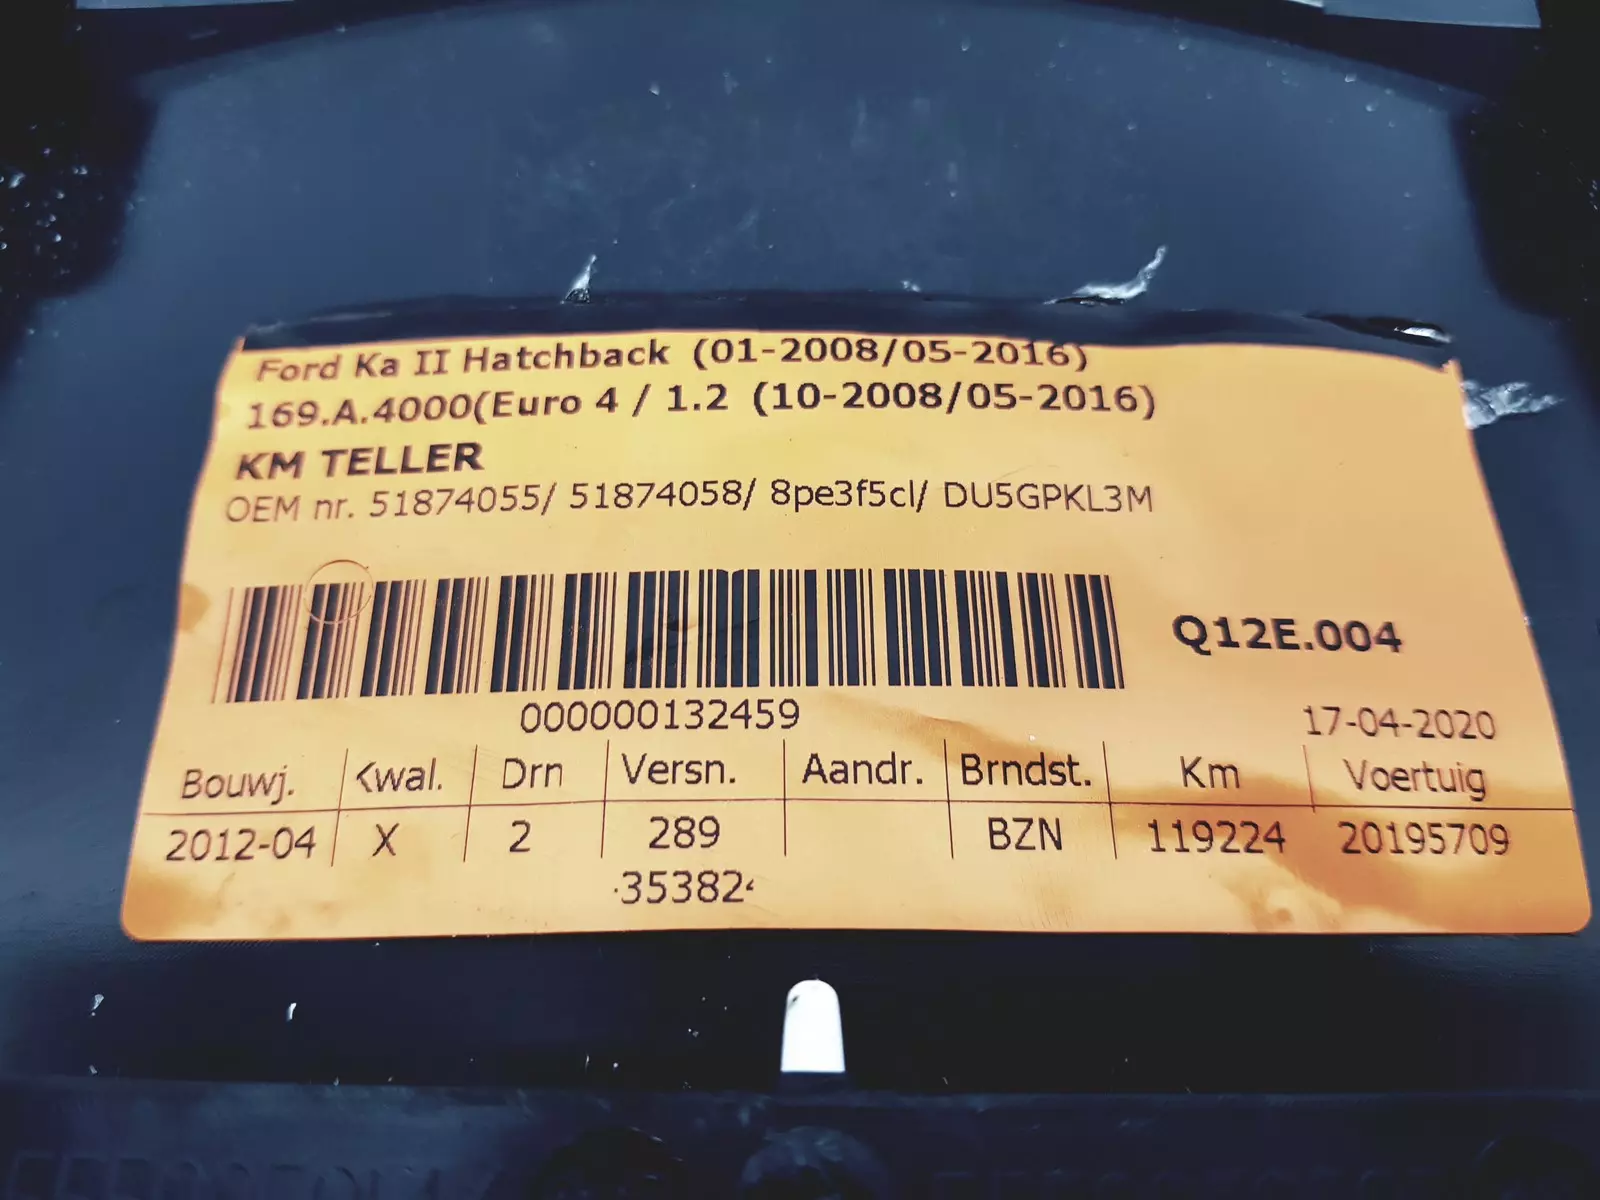 Ford Ka II Hatchback (01-2008/05-2016)
169.A.4000(Euro 4 / 1.2 (10-2008/05-2016)
KM TELLER
OEM nr. 51874055/ 51874058/ 8pe3f5cl/ DU5GPKL3M
Q12E.004
000000132459
17-04-2020
Bouwj. Kwal. Drn Versn. Aandr. Brndst. Km Voertuig
2012-04 X 2 289 BZN 119224 20195709